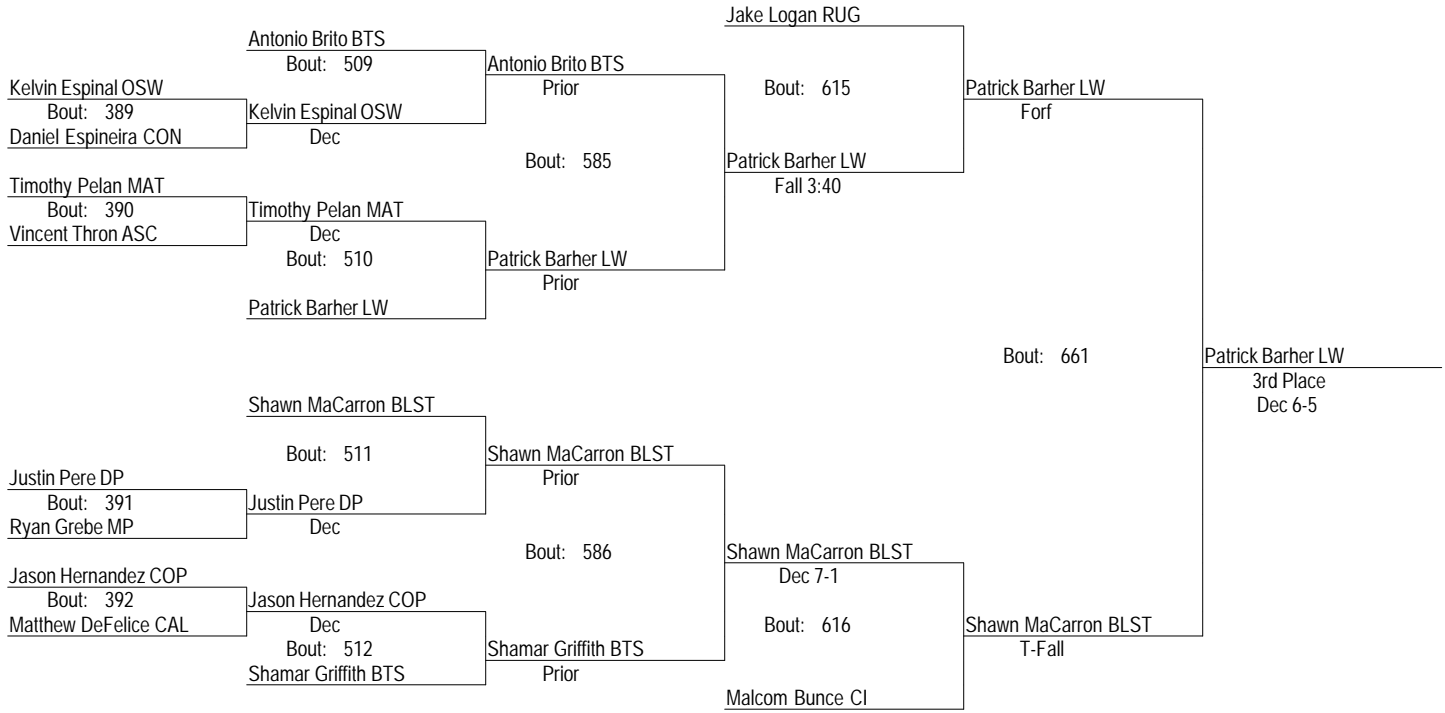 Jake Logan RUG
Antonio Brito BTS
Bout: 509
Antonio Brito BTS
Prior
Kelvin Espinal OSW
Bout: 389
Daniel Espineira CON
Kelvin Espinal OSW
Dec
Bout: 615
Patrick Barher LW
Forf
Bout: 585
Patrick Barher LW
Fall 3:40
Timothy Pelan MAT
Bout: 390
Vincent Thron ASC
Timothy Pelan MAT
Dec
Bout: 510
Patrick Barher LW
Prior
Patrick Barher LW
Bout: 661
Patrick Barher LW
3rd Place
Dec 6-5
Shawn MaCarron BLST
Bout: 511
Shawn MaCarron BLST
Prior
Justin Pere DP
Bout: 391
Ryan Grebe MP
Justin Pere DP
Dec
Bout: 586
Shawn MaCarron BLST
Dec 7-1
Jason Hernandez COP
Bout: 392
Matthew DeFelice CAL
Jason Hernandez COP
Dec
Bout: 512
Shamar Griffith BTS
Shamar Griffith BTS
Prior
Bout: 616
Shawn MaCarron BLST
T-Fall
Malcom Bunce CI